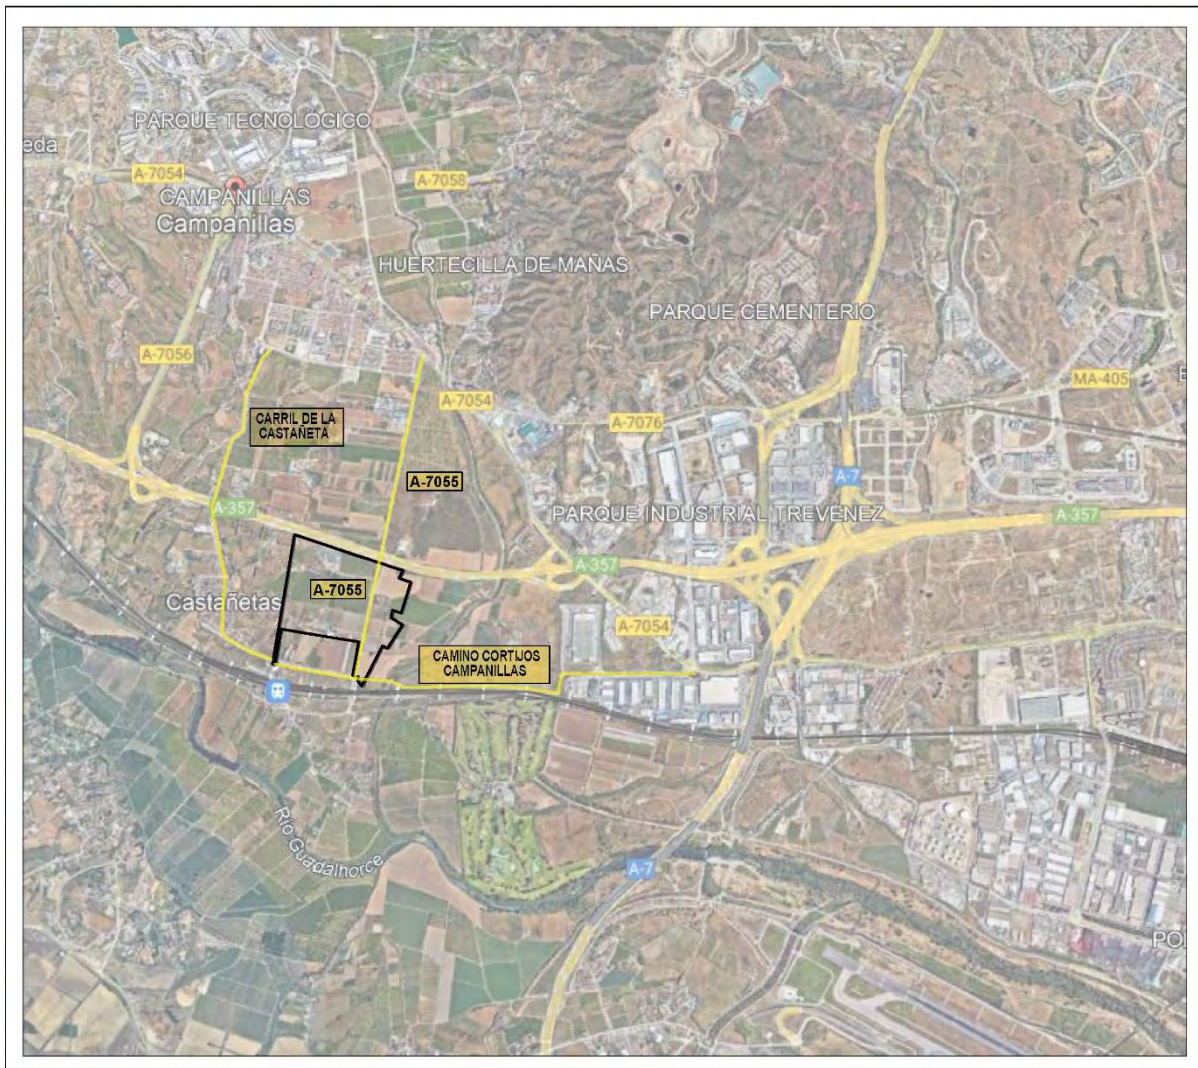 PARQUE TECNOLOGICO
eda
A-7054
A-7058
CAMPANILLAS
Campanillas
HUERTECILLA DE MAÑAS
PARQUE CEMENTERIO
A-7056
MA-405
A-7054
CARRIL DE LA
CASTAÑETA
A-7076
A-7055
A-7
A-357
PARQUE INDUSTRIAL TREVENEZ
A-357
A-357
A-7055
Castañetas
A-7054
CAMINO CORTIJOS
CAMPANILLAS
Río Guadalhorce
A-7
PO